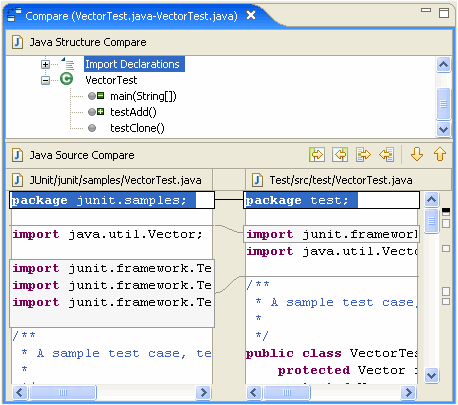 Compare (VectorTest.java-VectorTest.java)
Java Structure Compare
Import Declarations
VectorTest
main(String[])
testAdd()
testClone()
Java Source Compare
JUnit/junit/samples/VectorTest.java
package junit.samples;
import java.util.Vector;
import junit.framework.Te
import junit.framework.Te
import junit.framework.Te
/**
* A sample test case, te
*
Test/src/test/VectorTest.java
package test;
import junit.framework
import java.util.Vecto
/**
* A sample test case,
*
*/
public class VectorTes
protected Vector